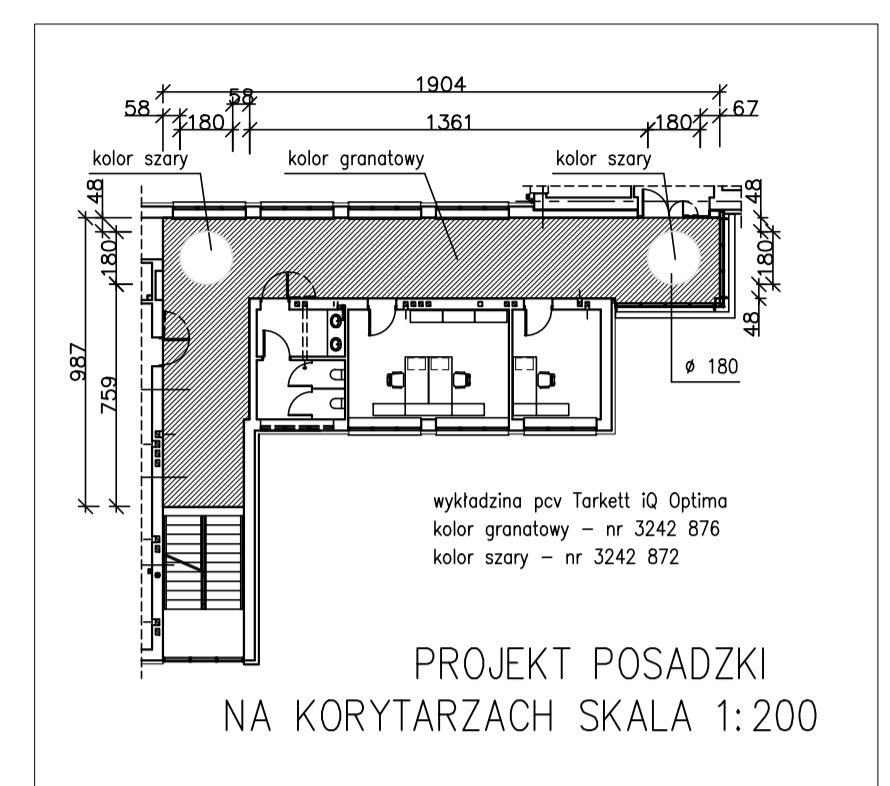 1904
58
58
180
1361
180
67
kolor szary
kolor granatowy
kolor szary
48
180
987
759
48
180
48
ø 180
wykładzina pcv Tarkett iQ Optima
kolor granatowy – nr 3242 876
kolor szary – nr 3242 872
PROJEKT POSADZKI
NA KORYTARZACH SKALA 1:200